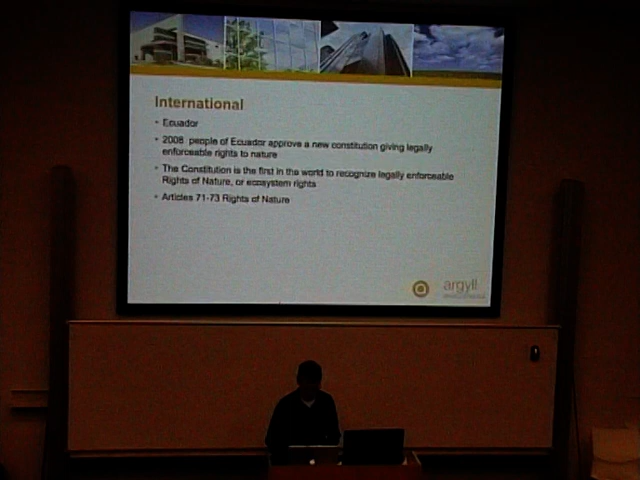 International
• Ecuador
• 2008 people of Ecuador approve a new constitution giving legally
enforceable rights to nature
• The Constitution is the first in the world to recognize legally enforceable
Rights of Nature, or ecosystem rights
• Articles 71-73 Rights of Nature
argyll